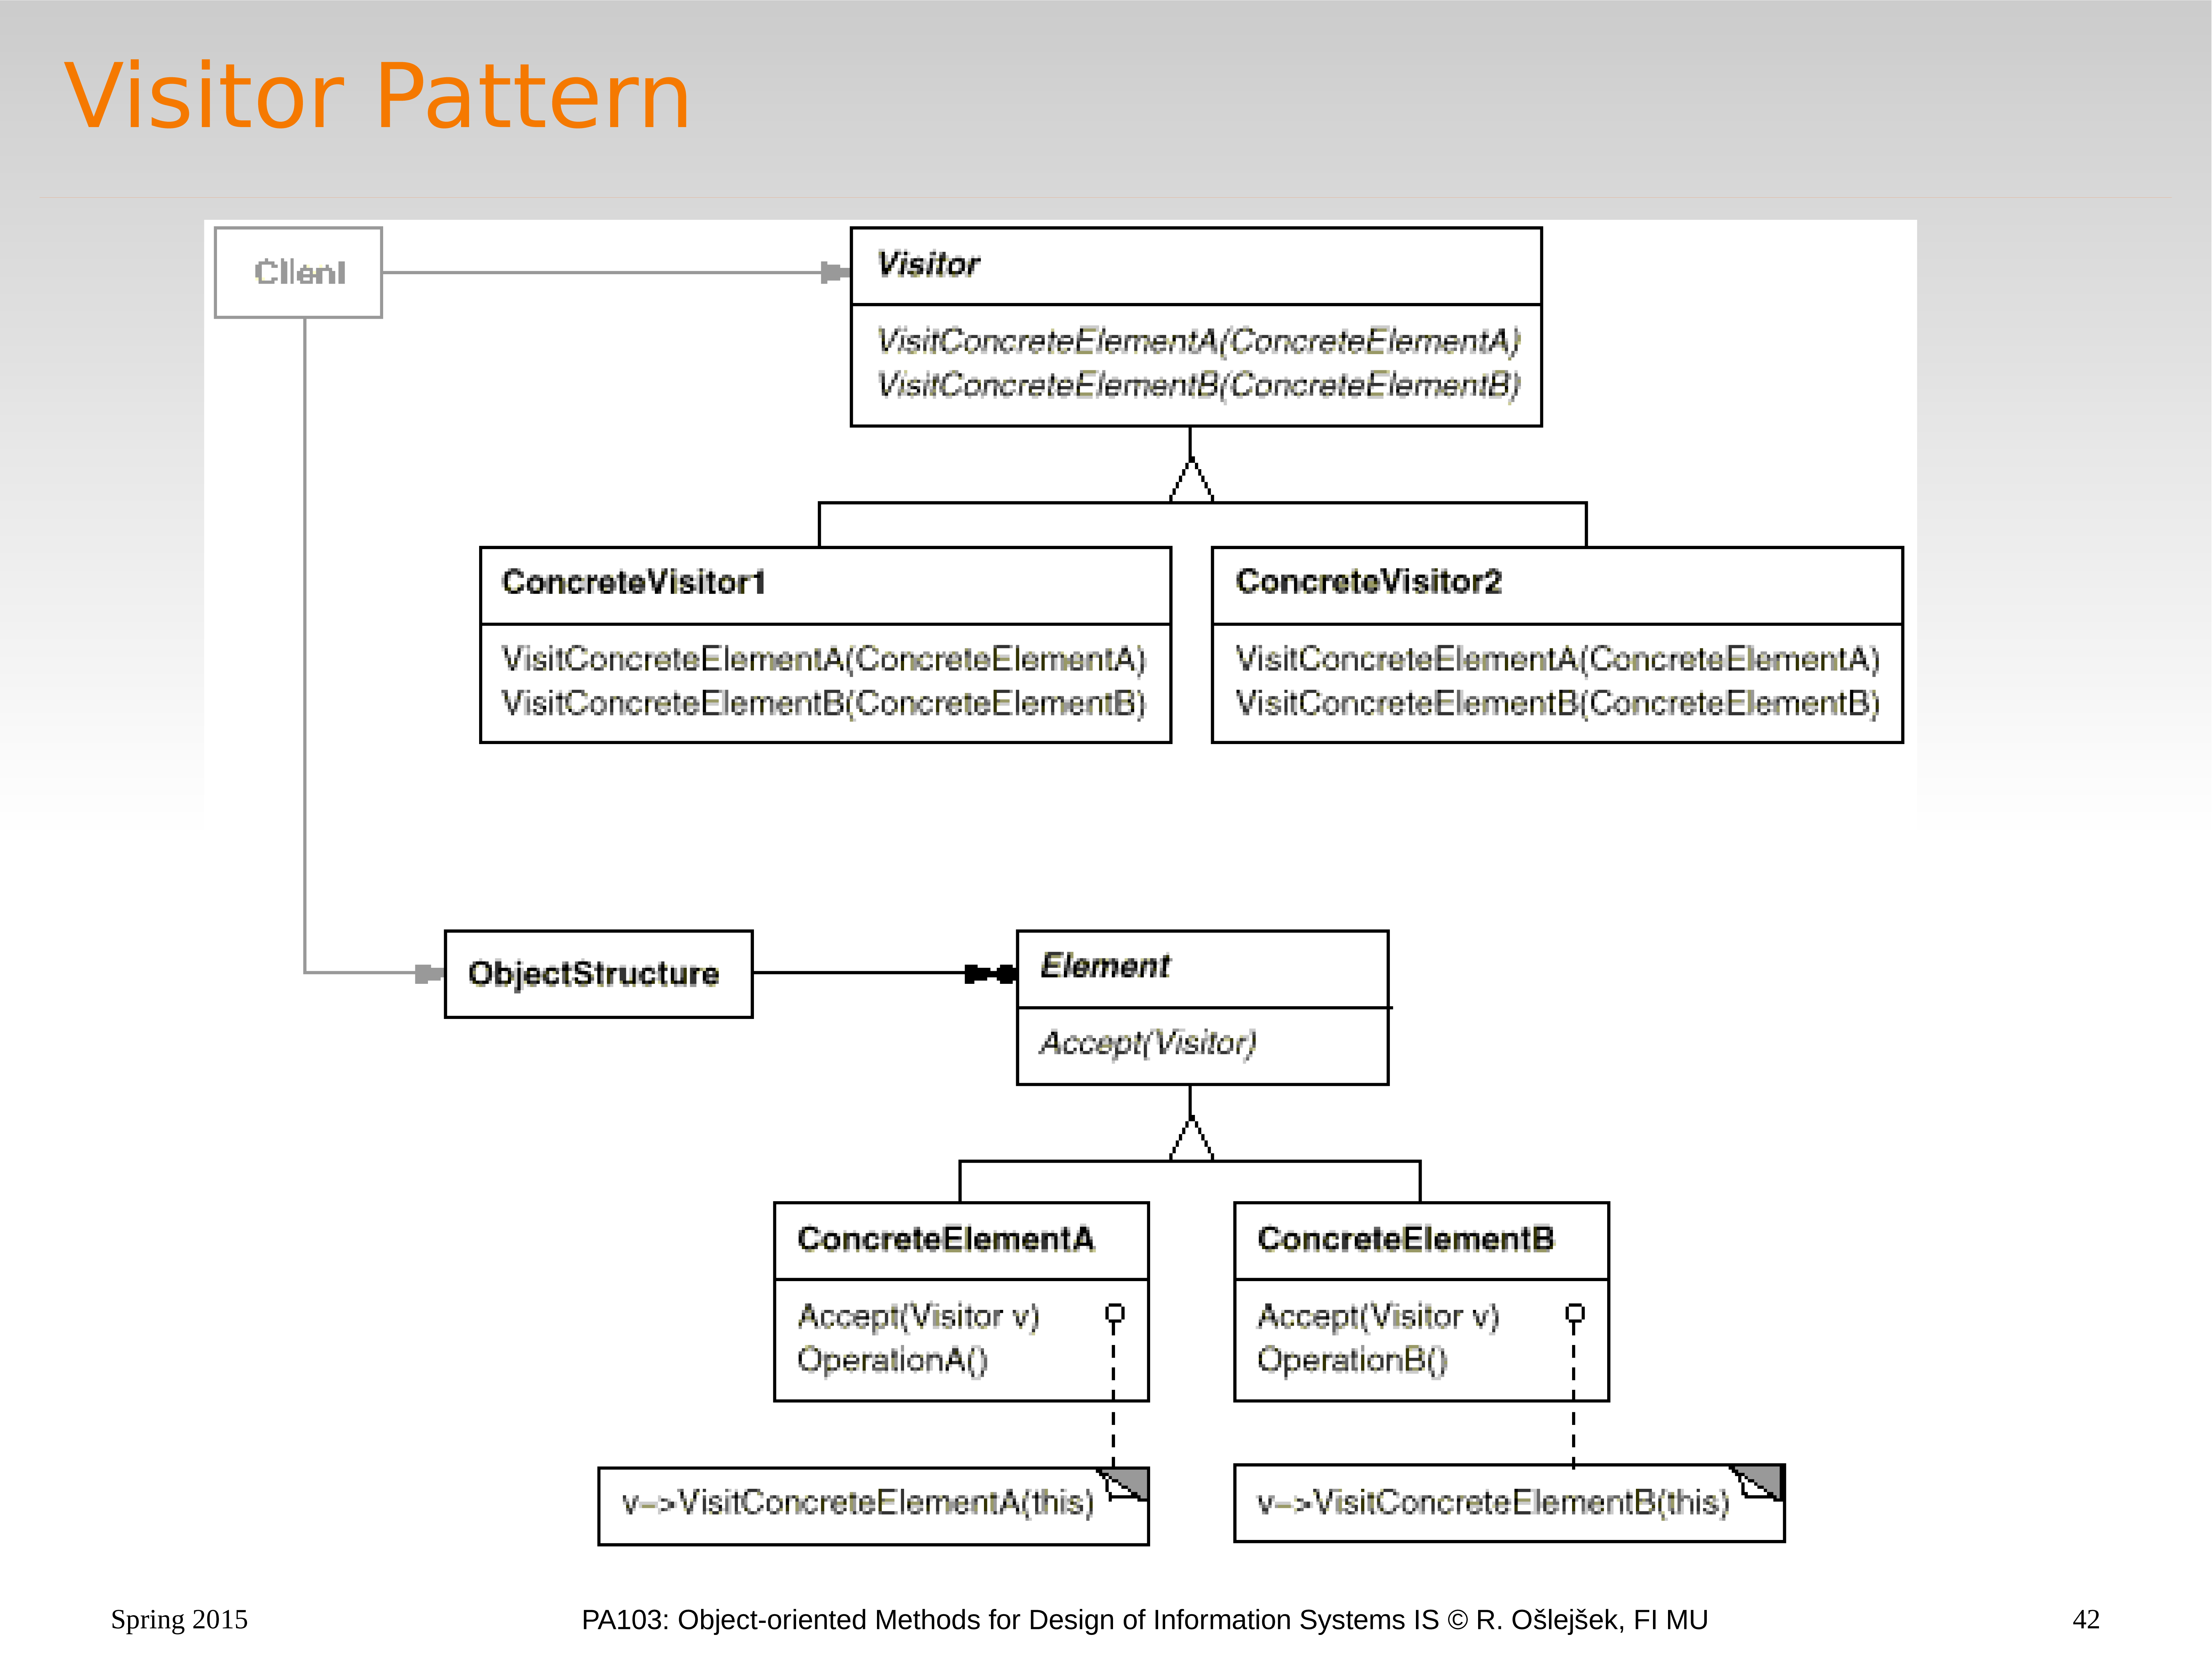 Visitor Pattern
Client
Visitor
VisitConcreteElementA(ConcreteElementA)
VisitConcreteElementB(ConcreteElementB)
ConcreteVisitor1
VisitConcreteElementA(ConcreteElementA)
VisitConcreteElementB(ConcreteElementB)
ConcreteVisitor2
VisitConcreteElementA(ConcreteElementA)
VisitConcreteElementB(ConcreteElementB)
ObjectStructure
Element
Accept(Visitor)
ConcreteElementA
Accept(Visitor v)
OperationA()
ConcreteElementB
Accept(Visitor v)
OperationB()
v–>VisitConcreteElementA(this)
v–>VisitConcreteElementB(this)
Spring 2015
PA103: Object-oriented Methods for Design of Information Systems IS © R. Ošlejšek, FI MU
42